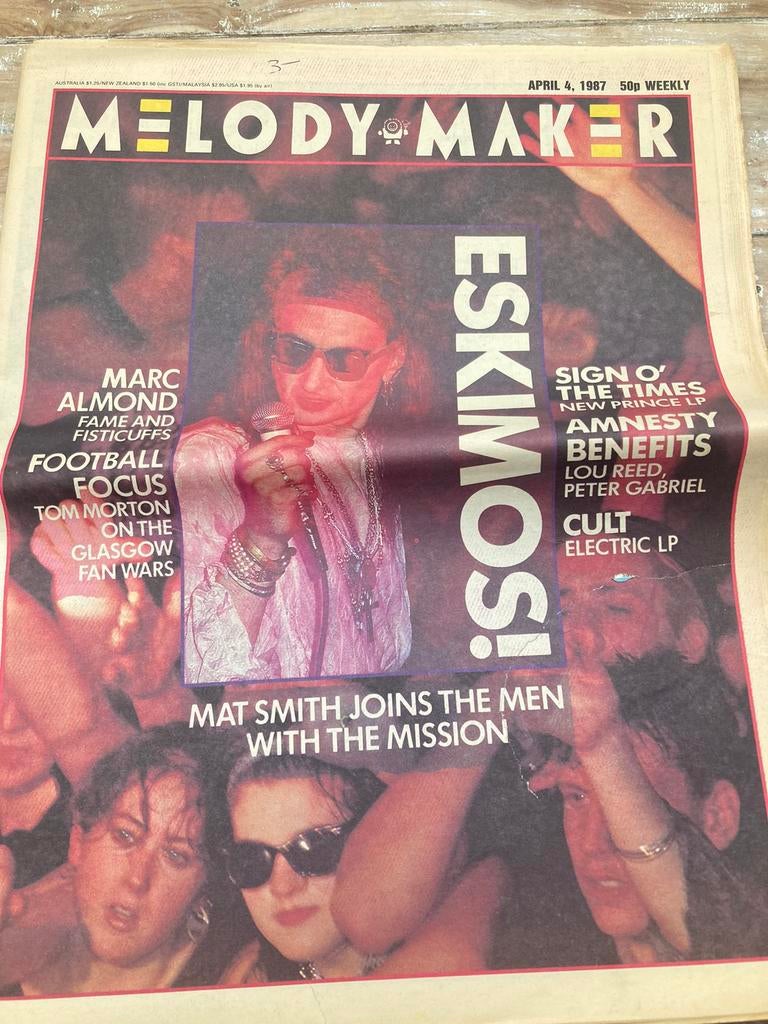 3-
AUSTRALIA $1.25/NEW ZEALAND $1.50 (inc GST)/MALAYSIA $2.95/USA $1.95 (by air)
APRIL 4, 1987 50p WEEKLY
MELODY MAKER
ESKIMOS!
MARC
ALMOND
FAME AND
FISTICUFFS
FOOTBALL
FOCUS
TOM MORTON
ON THE
GLASGOW
FAN WARS
SIGN O'
THE TIMES
NEW PRINCE LP
AMNESTY
BENEFITS
LOU REED,
PETER GABRIEL
CULT
ELECTRIC LP
MAT SMITH JOINS THE MEN
WITH THE MISSION